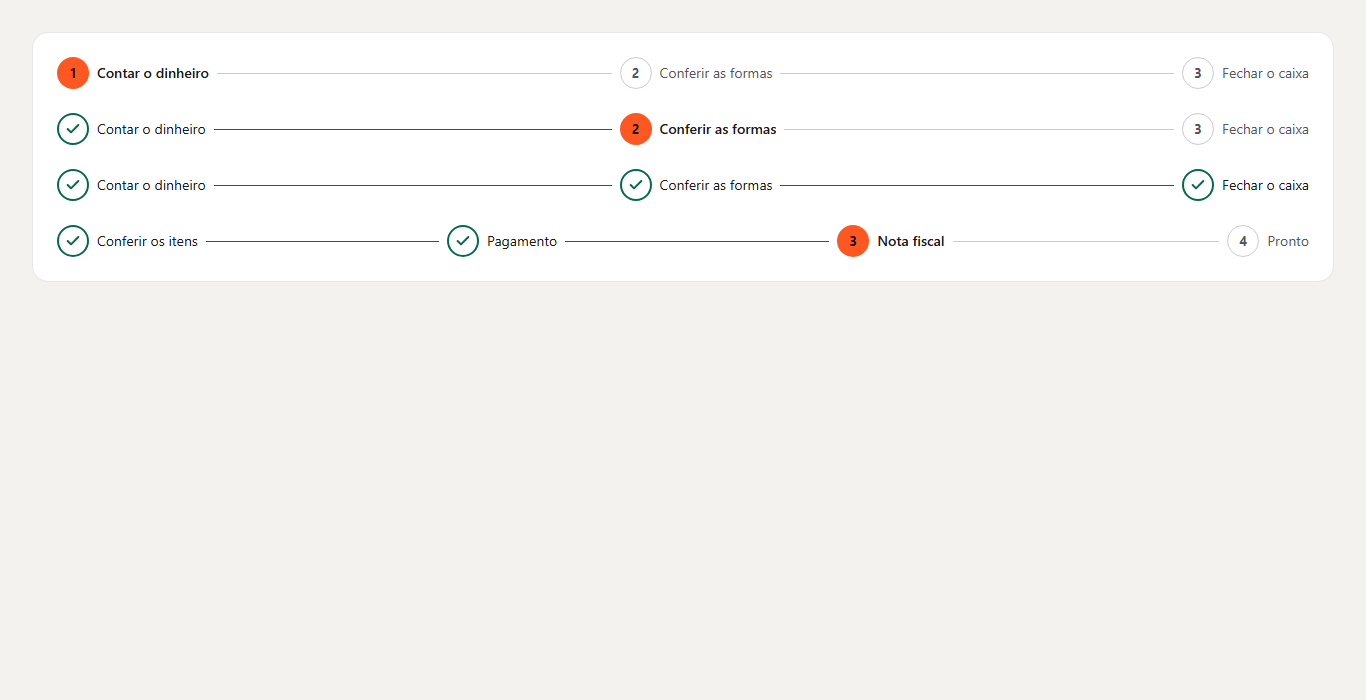 1 Contar o dinheiro 2 Conferir as formas 3 Fechar o caixa
Contar o dinheiro 2 Conferir as formas 3 Fechar o caixa
Contar o dinheiro Conferir as formas Fechar o caixa
Conferir os itens Pagamento 3 Nota fiscal 4 Pronto